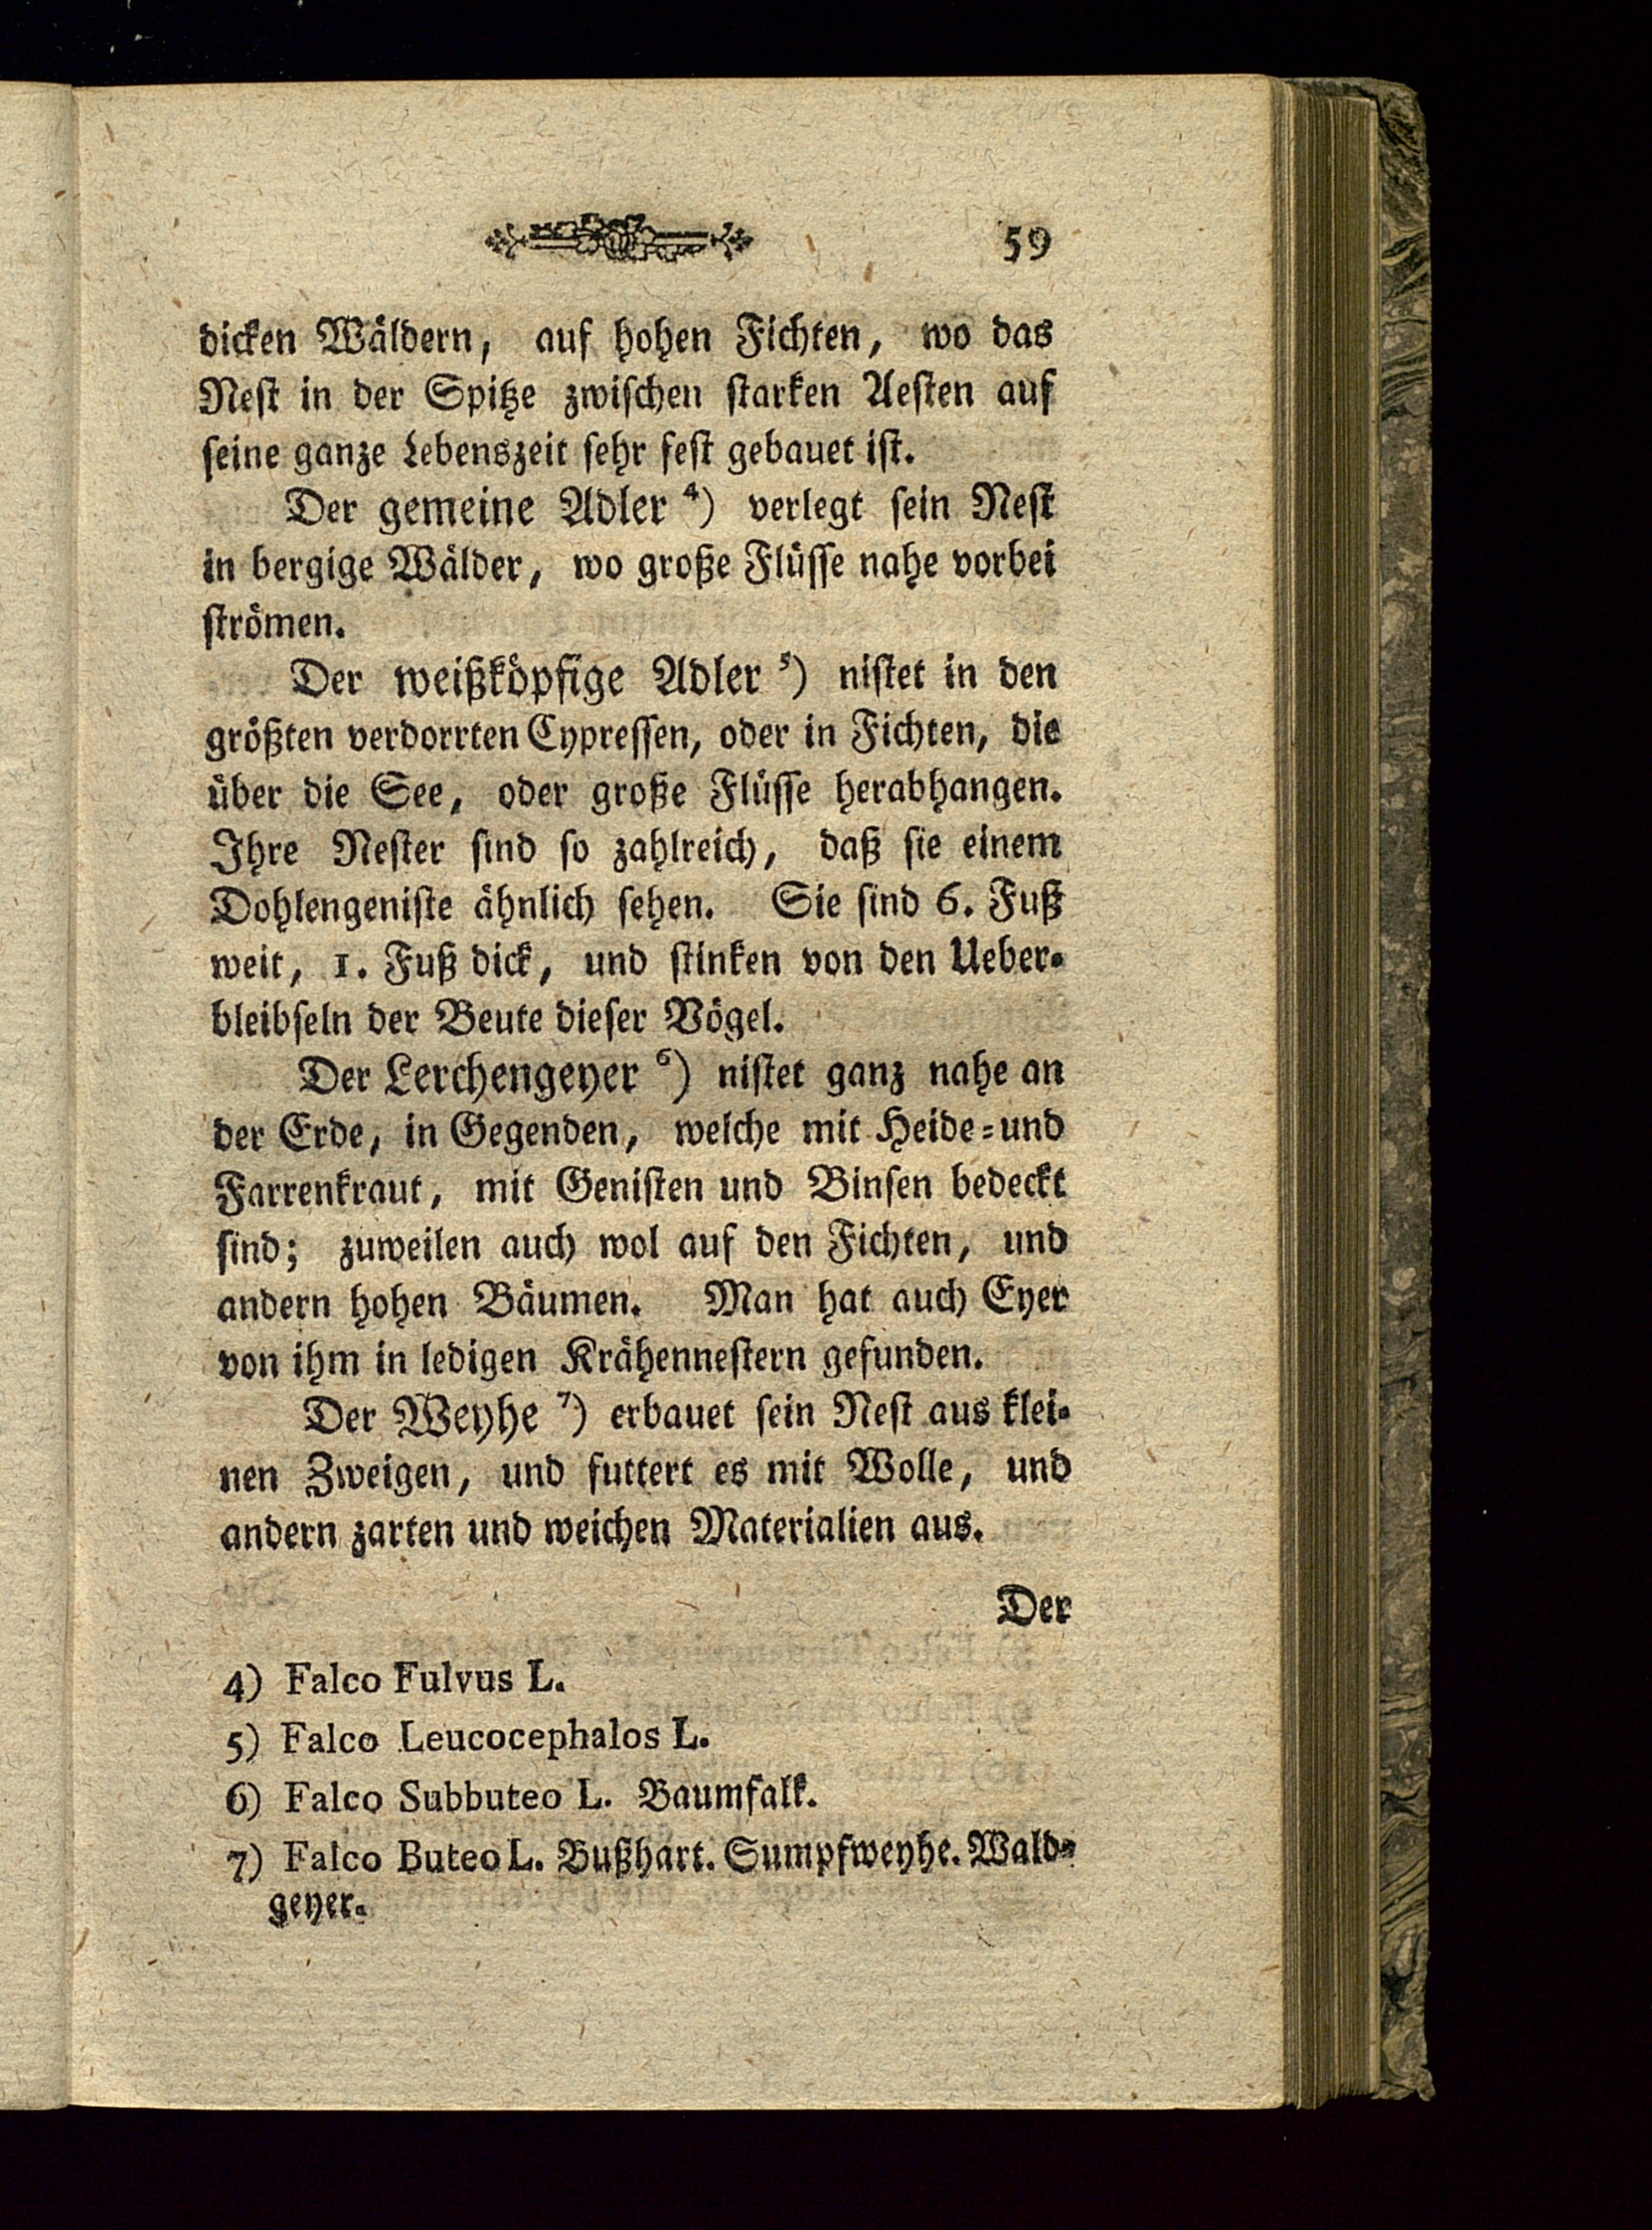 59
dicken Wäldern, auf hohen Fichten, wo das
Nest in der Spitze zwischen starken Aesten auf
seine ganze Lebenszeit sehr fest gebauet ist.
Der gemeine Adler ⁴) verlegt sein Nest
in bergige Wälder, wo große Flüsse nahe vorbei
strömen.
Der weißköpfige Adler ⁵) nistet in den
größten verdorrten Cypressen, oder in Fichten, die
über die See, oder große Flüsse herabhangen.
Ihre Nester sind so zahlreich, daß sie einem
Dohlengeniste ähnlich sehen. Sie sind 6. Fuß
weit, 1. Fuß dick, und stinken von den Ueber-
bleibseln der Beute dieser Vögel.
Der Lerchengeyer ⁶) nistet ganz nahe an
der Erde, in Gegenden, welche mit Heide-und
Farrenkraut, mit Genisten und Binsen bedeckt
sind; zuweilen auch wol auf den Fichten, und
andern hohen Bäumen. Man hat auch Eyer
von ihm in ledigen Krähennestern gefunden.
Der Weyhe ⁷) erbauet sein Nest aus klei-
nen Zweigen, und futtert es mit Wolle, und
andern zarten und weichen Materialien aus.
Der
4) Falco Fulvus L.
5) Falco Leucocephalos L.
6) Falco Subbuteo L. Baumfalk.
7) Falco Buteo L. Bußhart. Sumpfweyhe. Wald-
geyer.